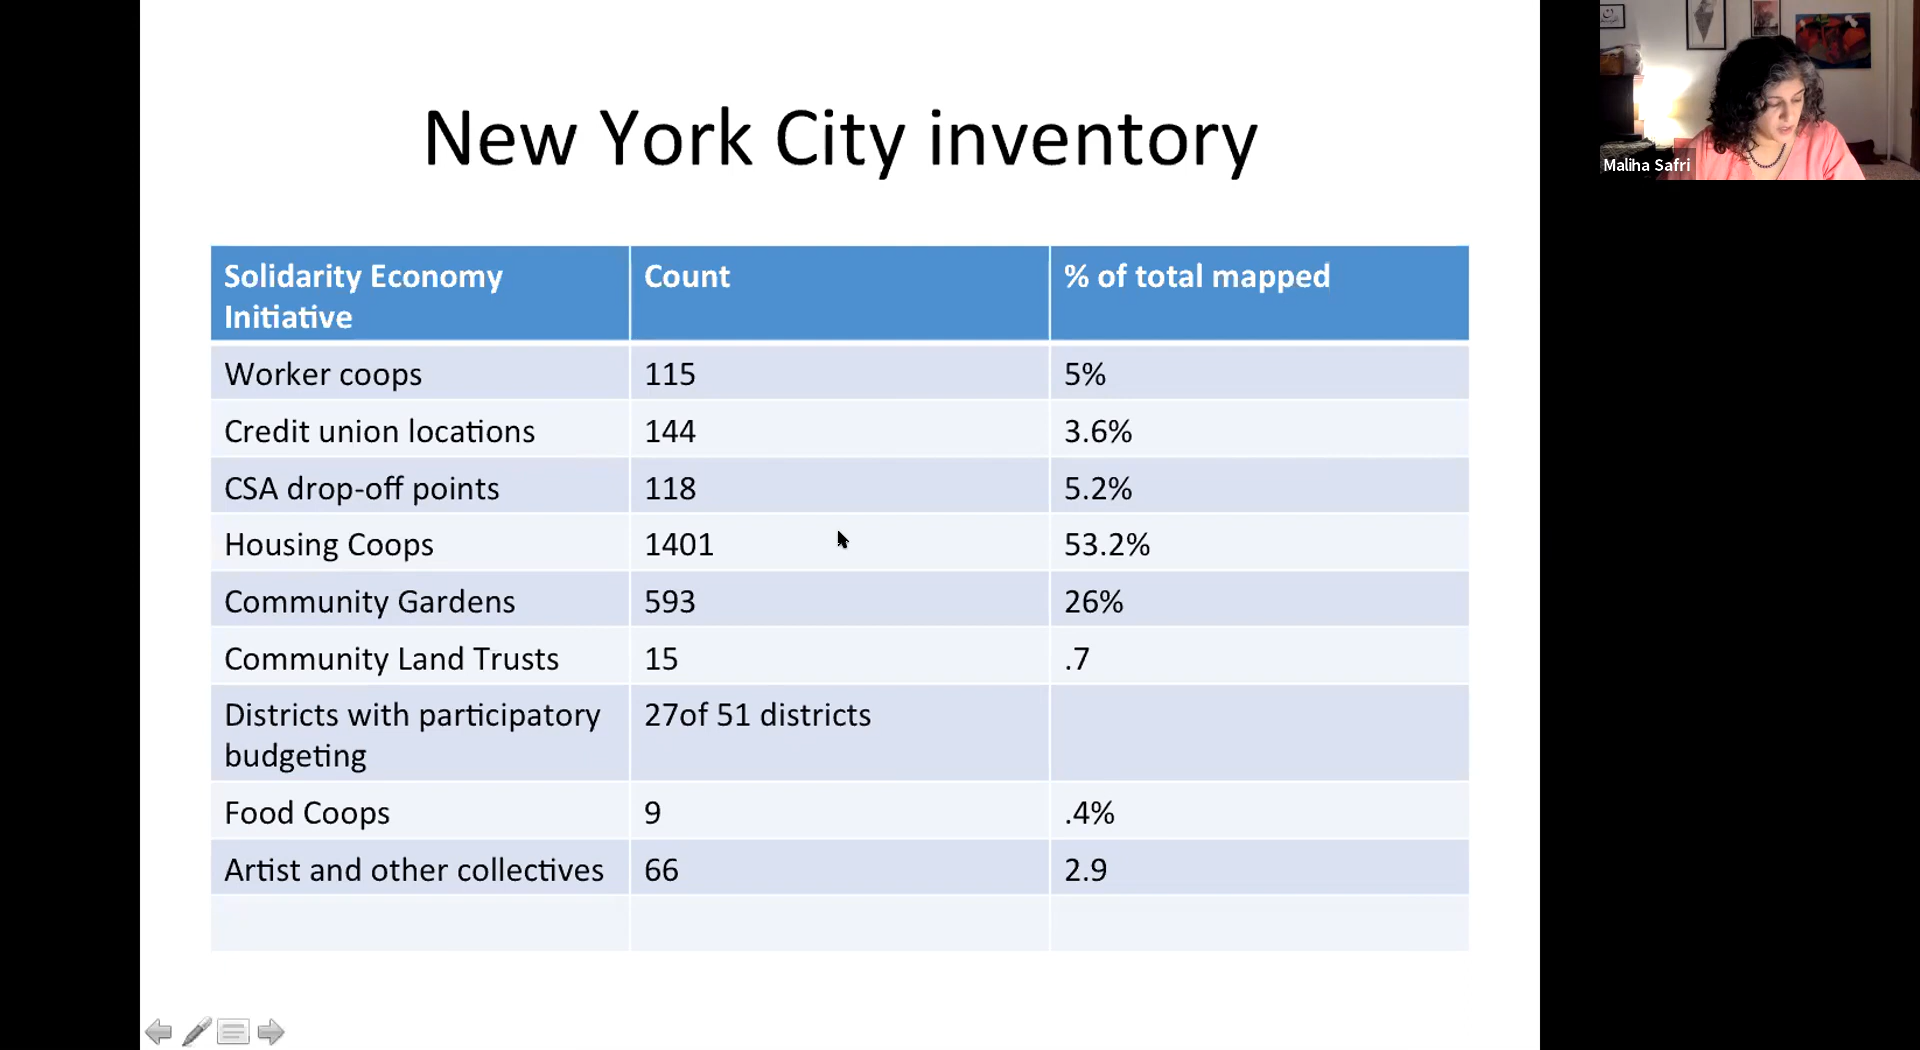 New York City inventory
Solidarity Economy
Initiative
Count
% of total mapped
Worker coops
115
5%
Credit union locations
144
3.6%
CSA drop-off points
118
5.2%
Housing Coops
1401
53.2%
Community Gardens
593
26%
Community Land Trusts
15
.7
Districts with participatory
budgeting
27of 51 districts
Food Coops
9
.4%
Artist and other collectives
66
2.9
Maliha Safri